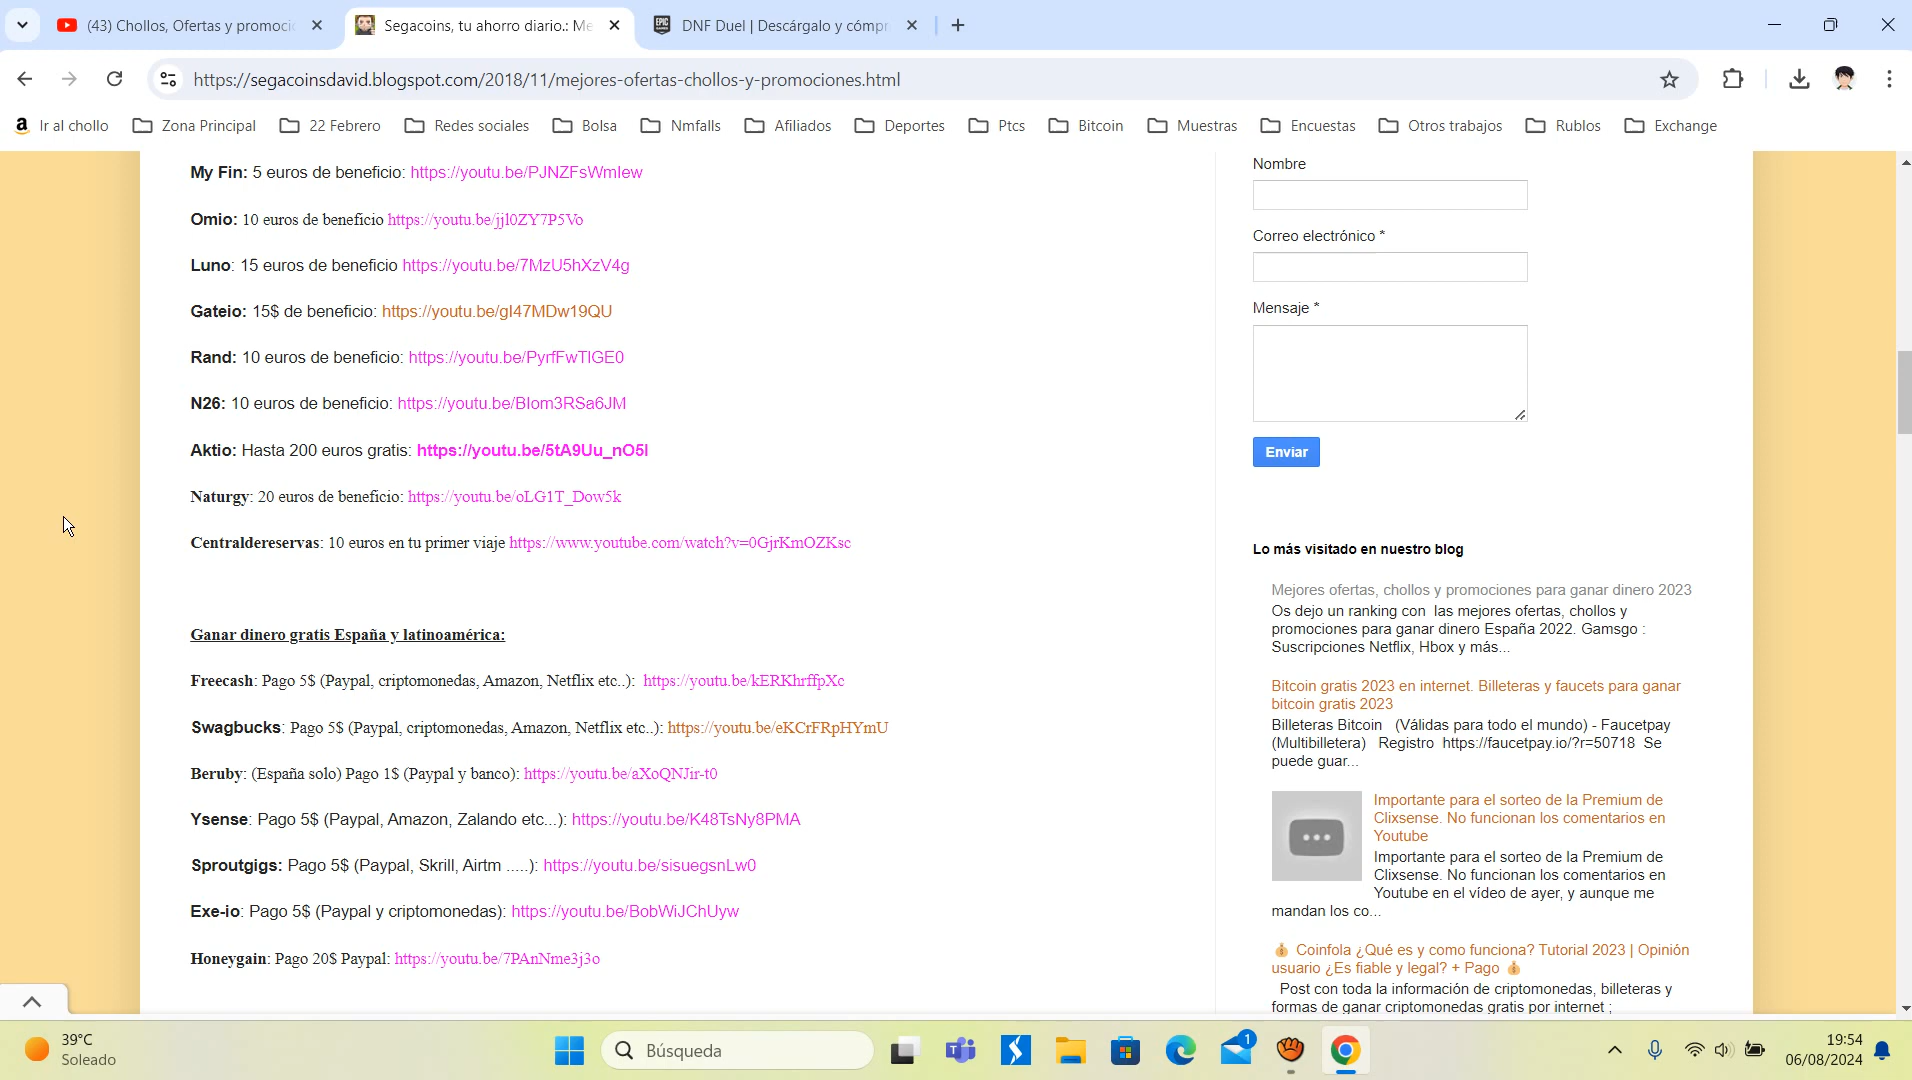 (43) Chollos, Ofertas y promocio
Segacoins, tu ahorro diario.: Me
DNF Duel | Descárgalo y cómpr
https://segacoinsdavid.blogspot.com/2018/11/mejores-ofertas-chollos-y-promociones.html
Ir al chollo
Zona Principal
22 Febrero
Redes sociales
Bolsa
Nmfalls
Afiliados
Deportes
Ptcs
Bitcoin
Muestras
Encuestas
Otros trabajos
Rublos
Exchange
My Fin: 5 euros de beneficio: https://youtu.be/PJNZFsWmIew
Omio: 10 euros de beneficio https://youtu.be/jjl0ZY7P5Vo
Luno: 15 euros de beneficio https://youtu.be/7MzU5hXzV4g
Gateio: 15$ de beneficio: https://youtu.be/gI47MDw19QU
Rand: 10 euros de beneficio: https://youtu.be/PyrfFwTIGE0
N26: 10 euros de beneficio: https://youtu.be/BIom3RSa6JM
Aktio: Hasta 200 euros gratis: https://youtu.be/5tA9Uu_nO5I
Naturgy: 20 euros de beneficio: https://youtu.be/oLG1T_Dow5k
Centraldereservas: 10 euros en tu primer viaje https://www.youtube.com/watch?v=0GjrKmOZKsc
Ganar dinero gratis España y latinoamérica:
Freecash: Pago 5$ (Paypal, criptomonedas, Amazon, Netflix etc..): https://youtu.be/kERKhrffpXc
Swagbucks: Pago 5$ (Paypal, criptomonedas, Amazon, Netflix etc..): https://youtu.be/eKCrFRpHYmU
Beruby: (España solo) Pago 1$ (Paypal y banco): https://youtu.be/aXoQNJir-t0
Ysense: Pago 5$ (Paypal, Amazon, Zalando etc...): https://youtu.be/K48TsNy8PMA
Sproutgigs: Pago 5$ (Paypal, Skrill, Airtm .....): https://youtu.be/sisuegsnLw0
Exe-io: Pago 5$ (Paypal y criptomonedas): https://youtu.be/BobWiJChUyw
Honeygain: Pago 20$ Paypal: https://youtu.be/7PAnNme3j3o
Nombre
Correo electrónico *
Mensaje *
Enviar
Lo más visitado en nuestro blog
Mejores ofertas, chollos y promociones para ganar dinero 2023
Os dejo un ranking con las mejores ofertas, chollos y
promociones para ganar dinero España 2022. Gamsgo :
Suscripciones Netflix, Hbox y más...
Bitcoin gratis 2023 en internet. Billeteras y faucets para ganar
bitcoin gratis 2023
Billeteras Bitcoin (Válidas para todo el mundo) - Faucetpay
(Multibilletera) Registro https://faucetpay.io/?r=50718 Se
puede guar...
Importante para el sorteo de la Premium de
Clixsense. No funcionan los comentarios en
Youtube
Importante para el sorteo de la Premium de
Clixsense. No funcionan los comentarios en
Youtube en el vídeo de ayer, y aunque me
mandan los co...
Coinfola ¿Qué es y como funciona? Tutorial 2023 | Opinión
usuario ¿Es fiable y legal? + Pago
Post con toda la información de criptomonedas, billeteras y
formas de ganar criptomonedas gratis por internet ;
39°C
Soleado
Búsqueda
1
19:54
06/08/2024